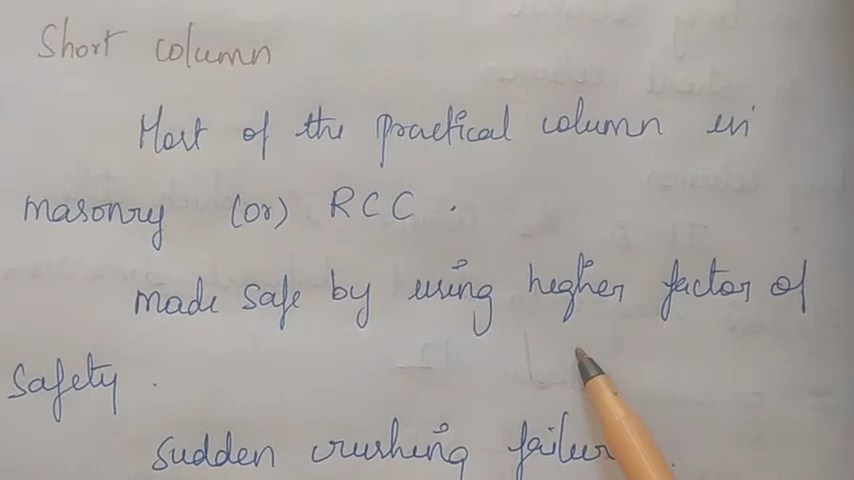 Short column
Most of the practical column in
masonry (or) RCC .
made safe by using higher factor of
safety .
sudden crushing failure .